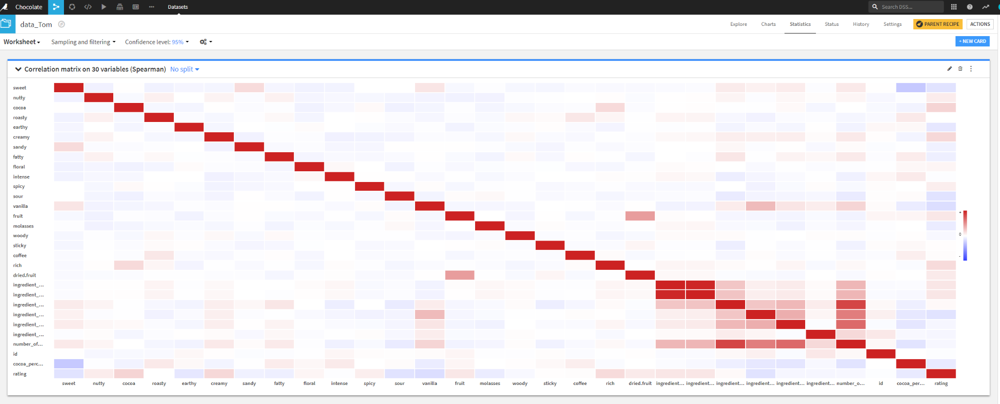 Chocolate Datasets Search DSS...
data_Tom Explore Charts Statistics Status History Settings PARENT RECIPE ACTIONS
Worksheet Sampling and filtering Confidence level: 95% + NEW CARD
Correlation matrix on 30 variables (Spearman) No split
sweet
nutty
cocoa
roasty
earthy
creamy
sandy
fatty
floral
intense
spicy
sour
vanilla
fruit
molasses
woody
sticky
coffee
rich
dried.fruit
ingredient_...
ingredient_...
ingredient_...
ingredient_...
ingredient_...
ingredient_...
number_of...
id
cocoa_perc...
rating
sweet nutty cocoa roasty earthy creamy sandy fatty floral intense spicy sour vanilla fruit molasses woody sticky coffee rich dried.fruit ingredient... ingredient... ingredient... ingredient... ingredient... ingredient... number_o... id cocoa_per... rating
+
0
-